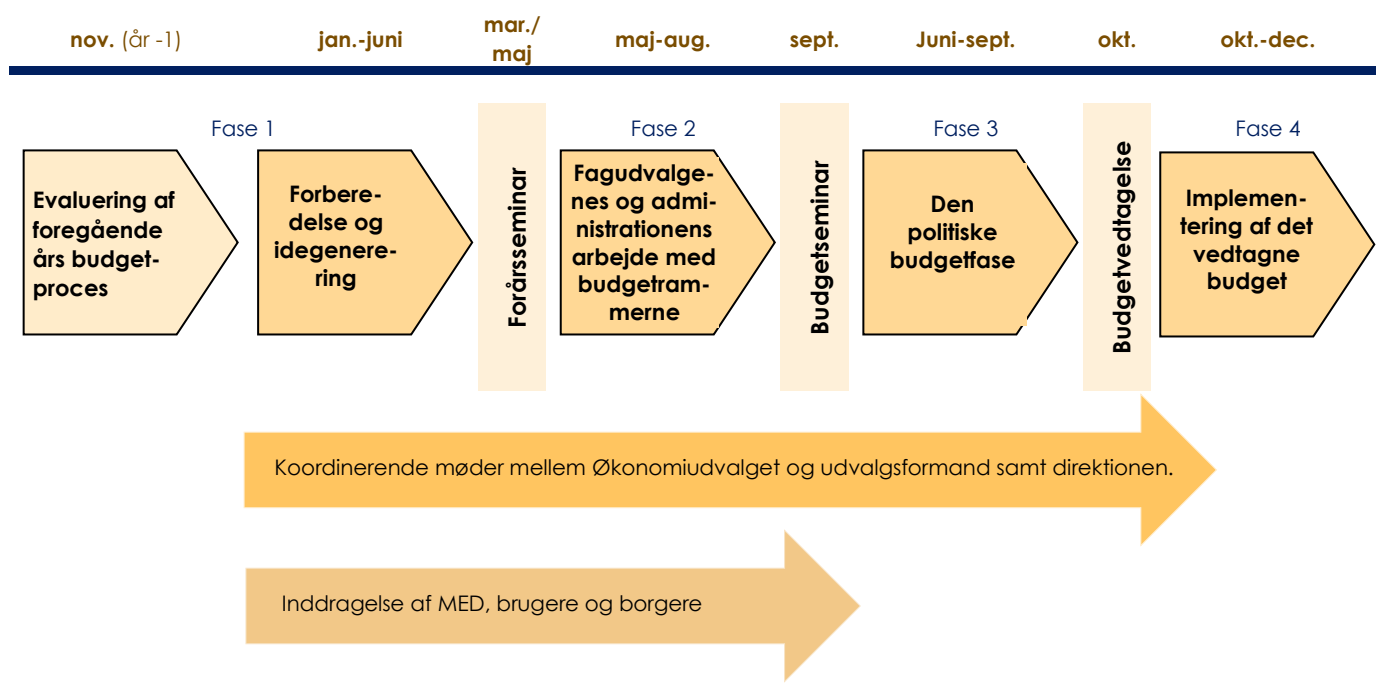 nov. (år -1)
jan.-juni
mar./
maj
maj-aug.
sept.
Juni-sept.
okt.
okt.-dec.
Fase 1
Fase 2
Fase 3
Fase 4
Evaluering af
foregående
års budget-
proces
Forbere-
delse og
idegenere-
ring
Forårsseminar
Fagudvalge-
nes og admi-
nistrationens
arbejde med
budgetram-
merne
Budgetseminar
Den
politiske
budgetfase
Budgetvedtagelse
Implemen-
tering af det
vedtagne
budget
Koordinerende møder mellem Økonomiudvalget og udvalgsformand samt direktionen.
Inddragelse af MED, brugere og borgere